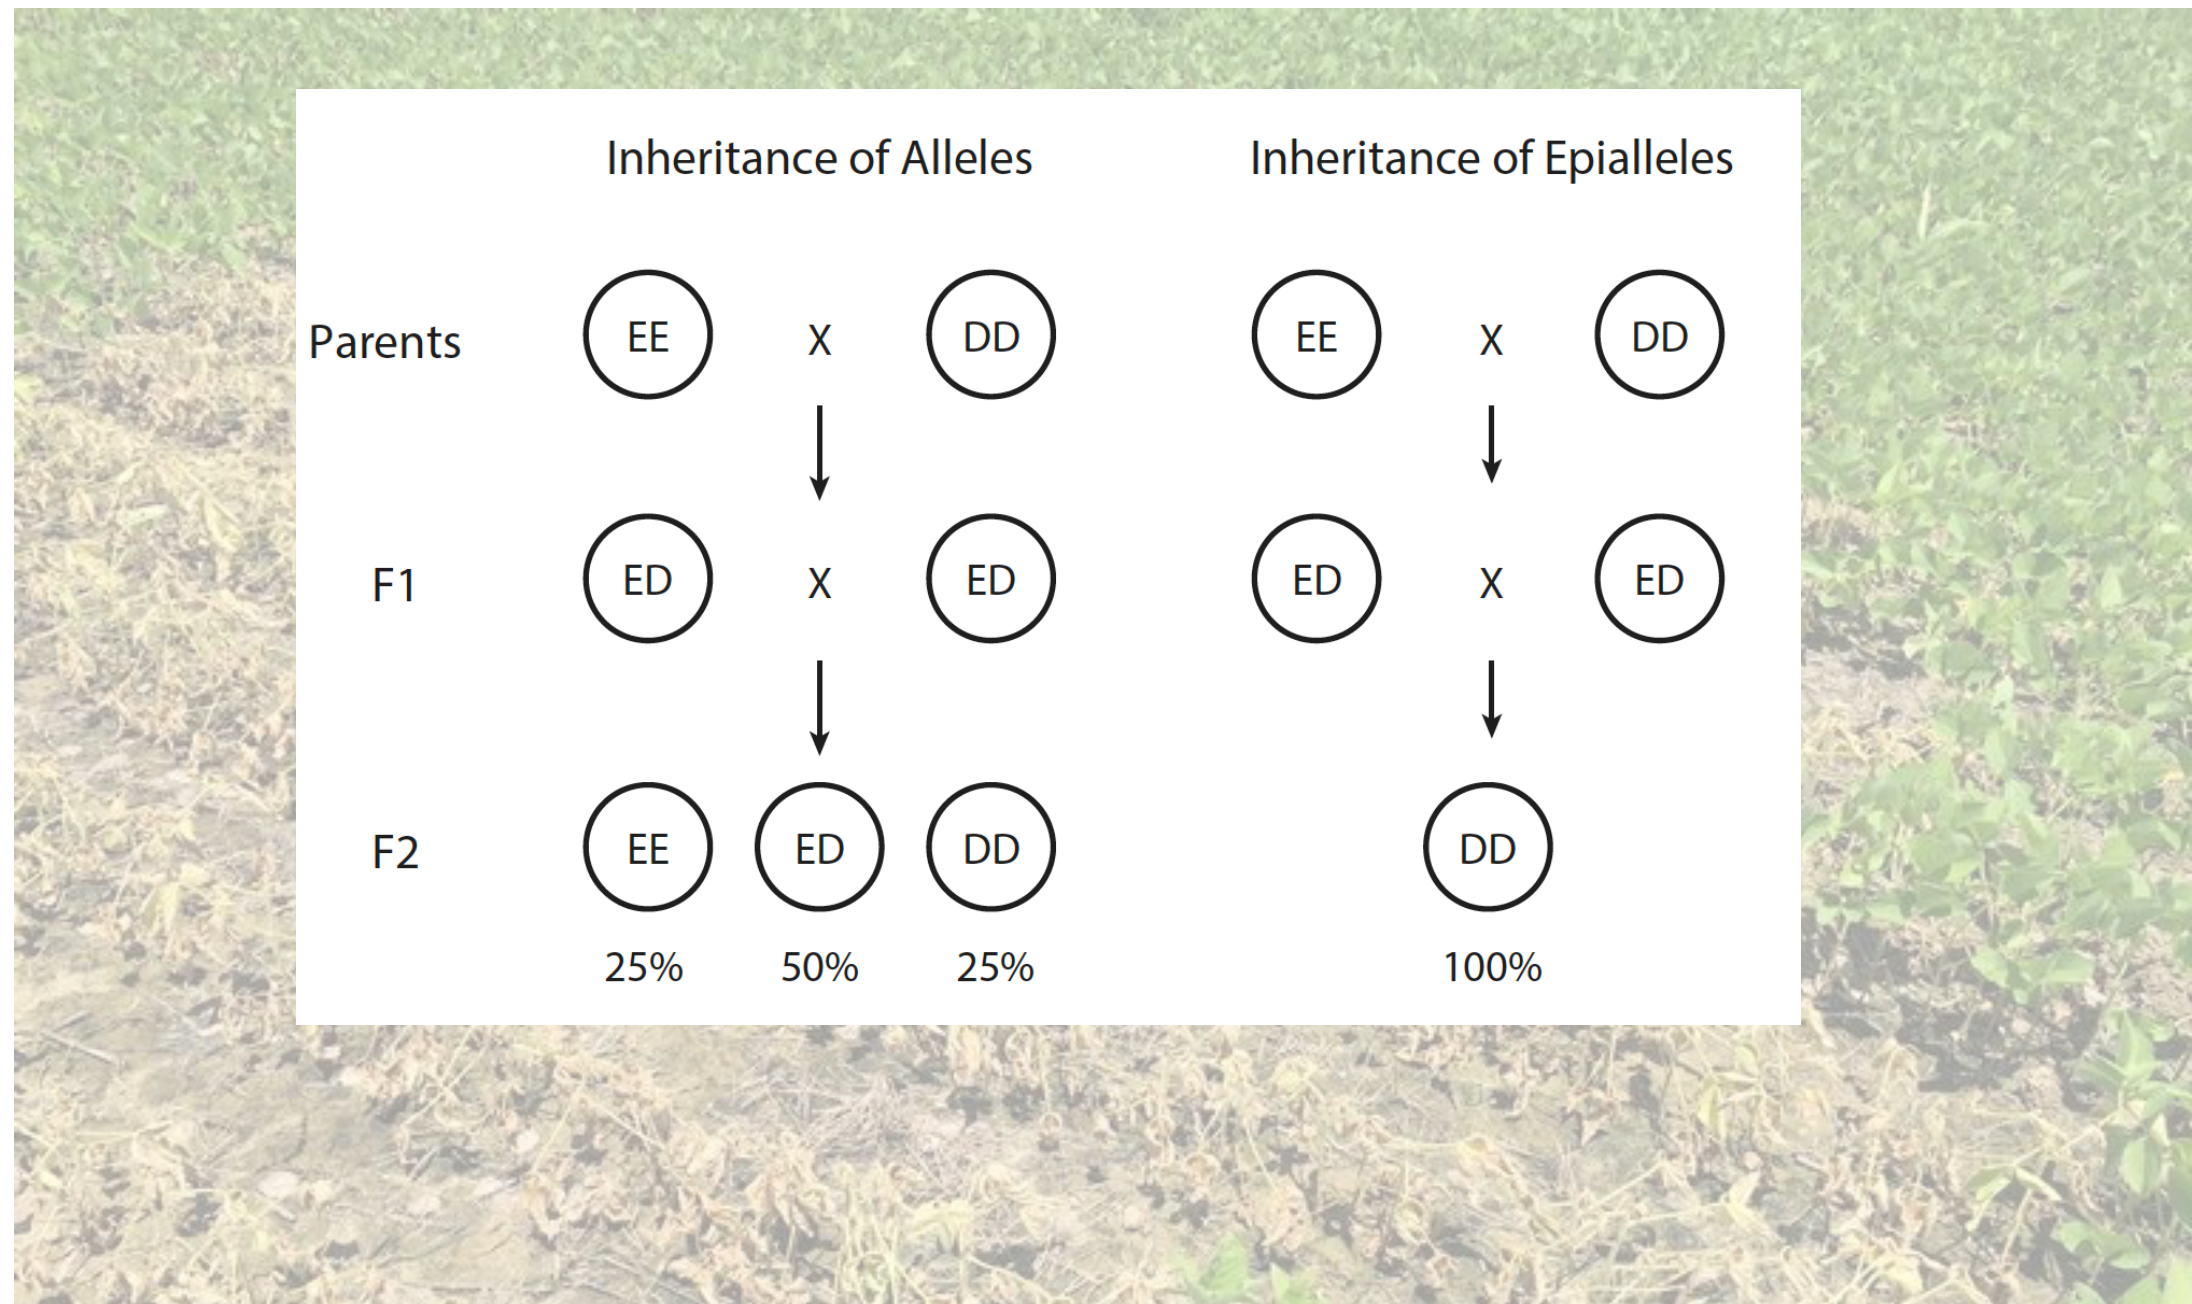 Inheritance of Alleles
Inheritance of Epialleles
Parents
EE X DD
EE X DD
F1
ED X ED
ED X ED
F2
EE ED DD
DD
25% 50% 25%
100%